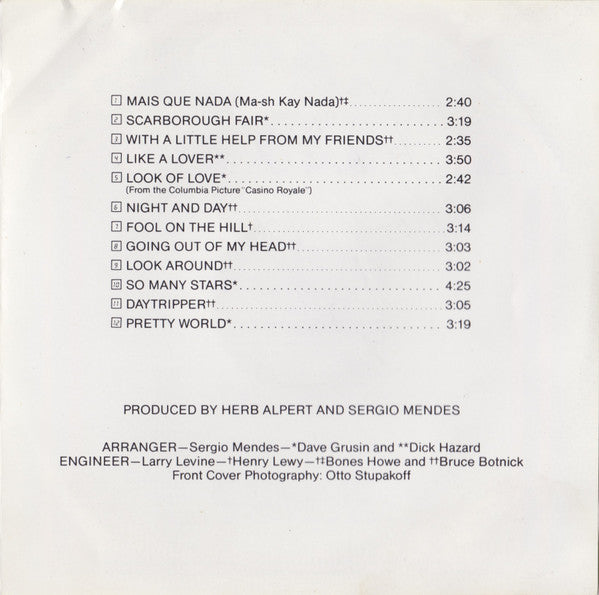 1 MAIS QUE NADA (Ma-sh Kay Nada)†‡ 2:40
2 SCARBOROUGH FAIR* 3:19
3 WITH A LITTLE HELP FROM MY FRIENDS†† 2:35
4 LIKE A LOVER** 3:50
5 LOOK OF LOVE* 2:42
(From the Columbia Picture "Casino Royale")
6 NIGHT AND DAY†† 3:06
7 FOOL ON THE HILL† 3:14
8 GOING OUT OF MY HEAD†† 3:03
9 LOOK AROUND†† 3:02
10 SO MANY STARS* 4:25
11 DAYTRIPPER†† 3:05
12 PRETTY WORLD* 3:19
PRODUCED BY HERB ALPERT AND SERGIO MENDES
ARRANGER—Sergio Mendes—*Dave Grusin and **Dick Hazard
ENGINEER—Larry Levine—†Henry Lewy—†‡Bones Howe and ††Bruce Botnick
Front Cover Photography: Otto Stupakoff